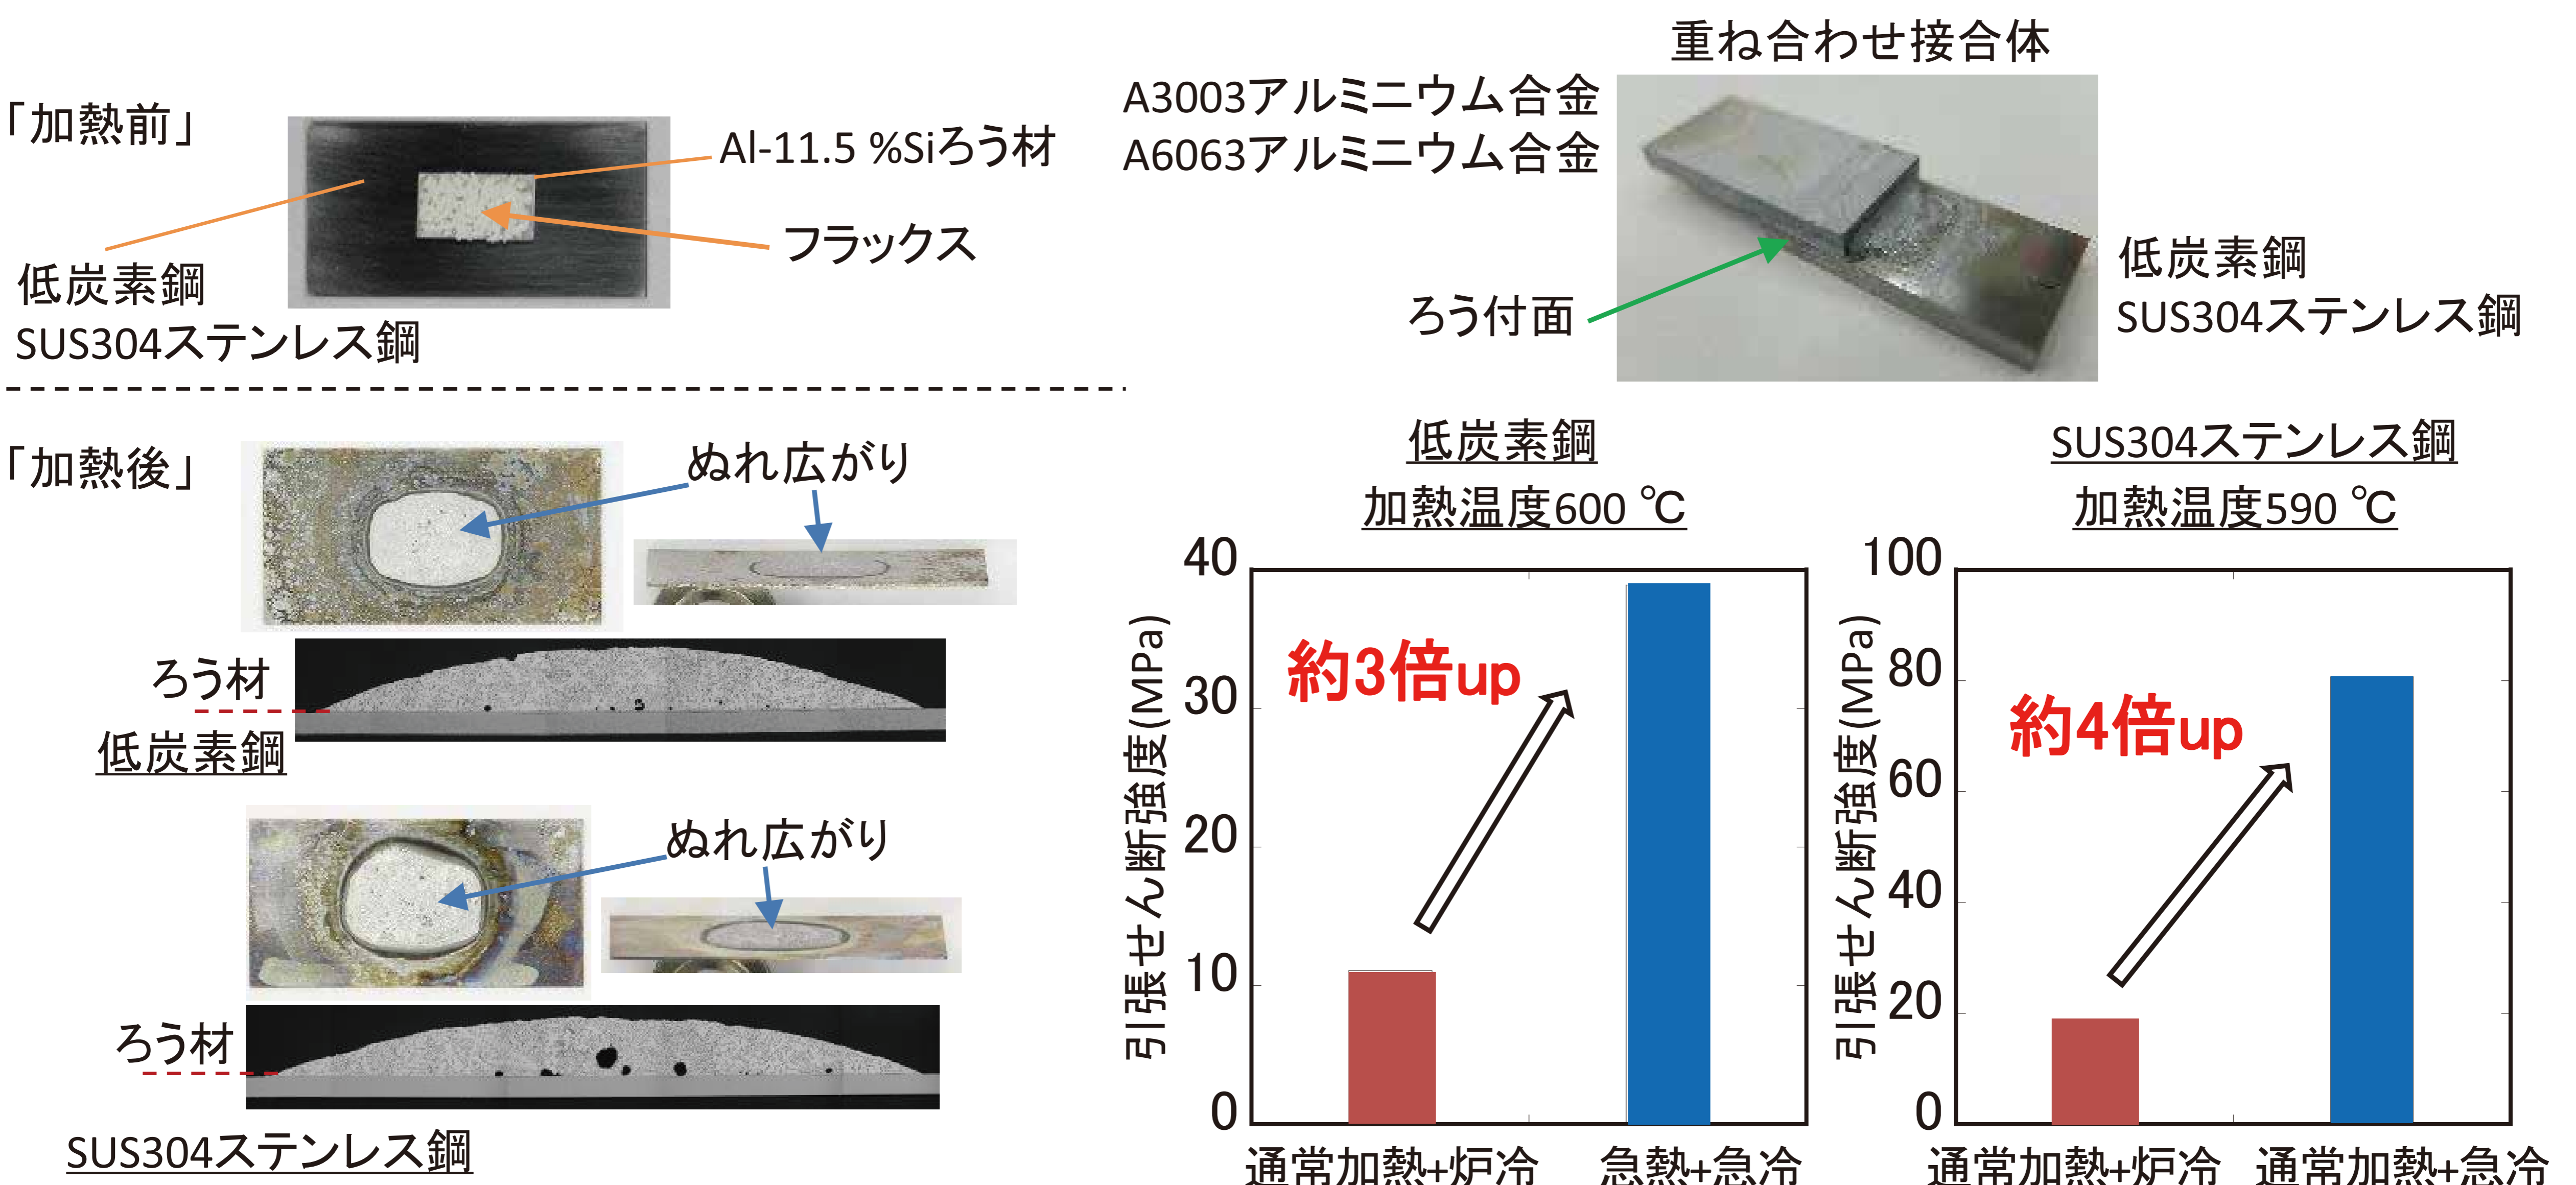 「加熱前」
Al-11.5 %Siろう材
フラックス
低炭素鋼
SUS304ステンレス鋼
「加熱後」
ぬれ広がり
ろう材
低炭素鋼
ぬれ広がり
ろう材
SUS304ステンレス鋼
重ね合わせ接合体
A3003アルミニウム合金
A6063アルミニウム合金
ろう付面
低炭素鋼
SUS304ステンレス鋼
低炭素鋼
加熱温度600 ℃
引張せん断強度(MPa)
40
30
20
10
0
約3倍up
通常加熱+炉冷
急熱+急冷
SUS304ステンレス鋼
加熱温度590 ℃
引張せん断強度(MPa)
100
80
60
40
20
0
約4倍up
通常加熱+炉冷
通常加熱+急冷